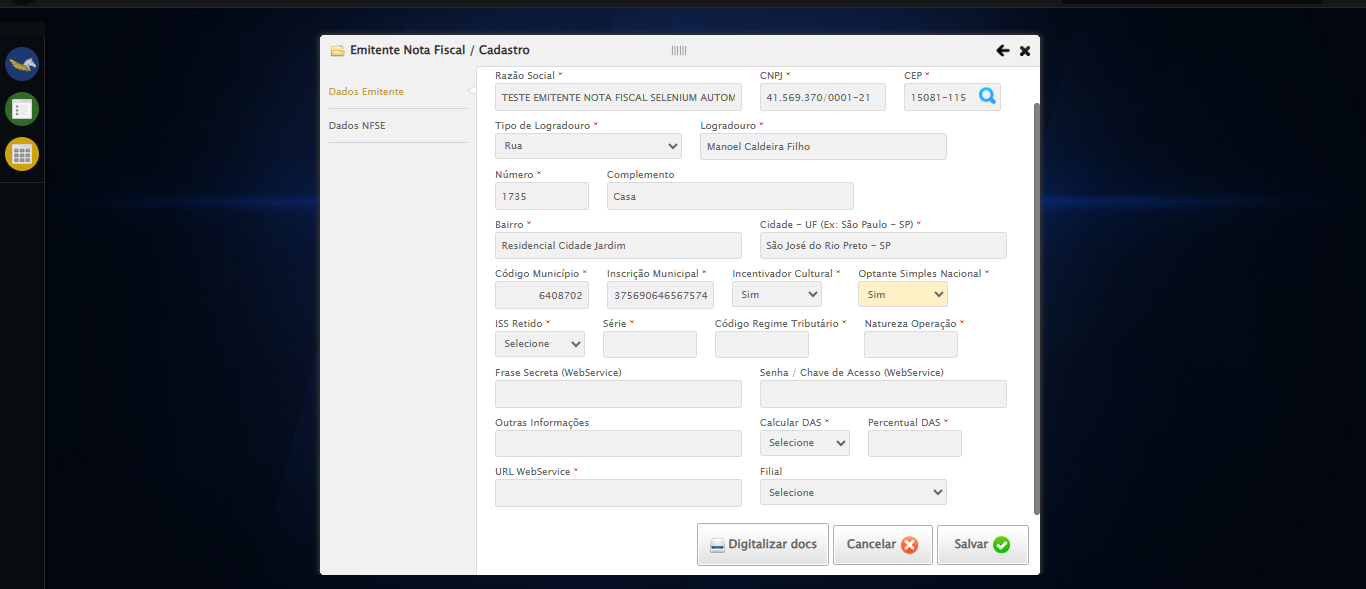 Emitente Nota Fiscal / Cadastro
Dados Emitente
Dados NFSE
Razão Social * CNPJ * CEP *
TESTE EMITENTE NOTA FISCAL SELENIUM AUTOM 41.569.370/0001-21 15081-115
Tipo de Logradouro * Logradouro *
Rua Manoel Caldeira Filho
Número * Complemento
1735 Casa
Bairro * Cidade - UF (Ex: São Paulo - SP) *
Residencial Cidade Jardim São José do Rio Preto - SP
Código Município * Inscrição Municipal * Incentivador Cultural * Optante Simples Nacional *
6408702 375690646567574 Sim Sim
ISS Retido * Série * Código Regime Tributário * Natureza Operação *
Selecione
Frase Secreta (WebService) Senha / Chave de Acesso (WebService)
Outras Informações Calcular DAS * Percentual DAS *
Selecione
URL WebService * Filial
Selecione
Digitalizar docs Cancelar Salvar